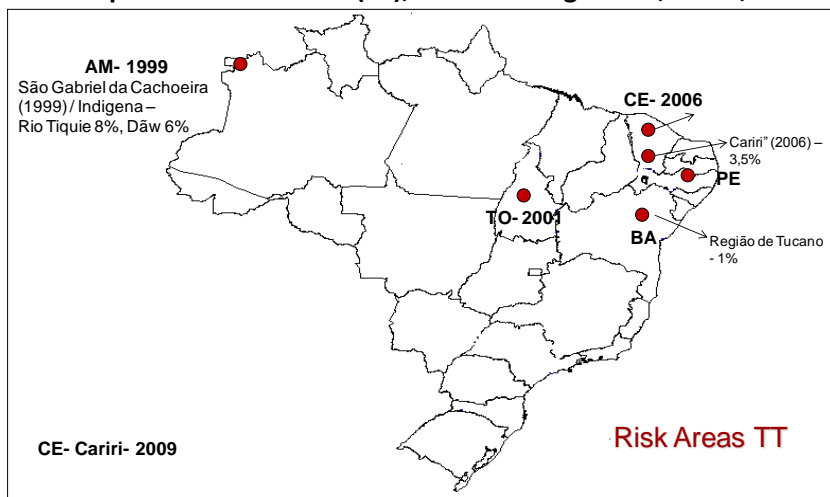 AM- 1999
São Gabriel da Cachoeira
(1999) / Indigena –
Rio Tiquie 8%, Dâw 6%
CE- 2006
Cariri” (2006) –
3,5%
PE
TO- 2001
BA
Região de Tucano
- 1%
CE- Cariri- 2009
Risk Areas TT